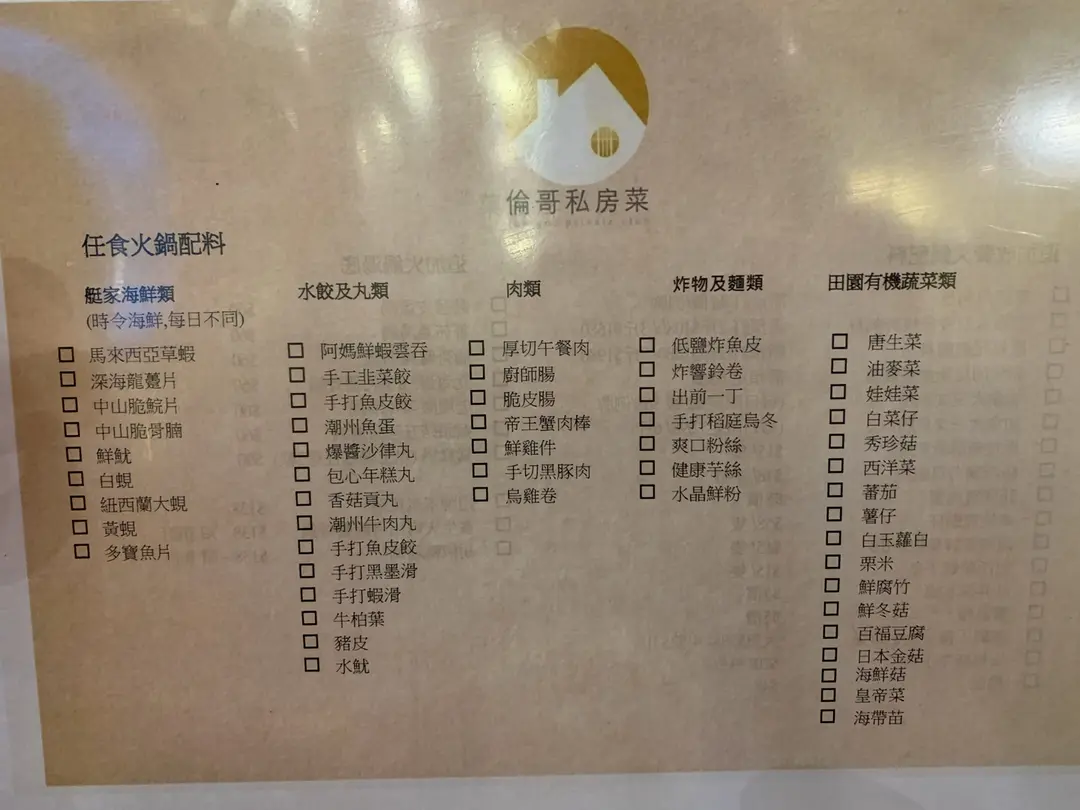 倫哥私房菜
任食火鍋配料
艇家海鮮類
(時令海鮮,每日不同)
馬來西亞草蝦
深海龍躉片
中山脆鯇片
中山脆骨腩
鮮魷
白蜆
紐西蘭大蜆
黃蜆
多寶魚片
水餃及丸類
阿媽鮮蝦雲吞
手工韭菜餃
手打魚皮餃
潮州魚蛋
爆醬沙律丸
包心年糕丸
香菇貢丸
潮州牛肉丸
手打魚皮餃
手打黑墨滑
手打蝦滑
牛柏葉
豬皮
水魷
肉類
厚切午餐肉
廚師腸
脆皮腸
帝王蟹肉棒
鮮雞件
手切黑豚肉
烏雞卷
炸物及麵類
低鹽炸魚皮
炸響鈴卷
出前一丁
手打稻庭烏冬
爽口粉絲
健康芋絲
水晶鮮粉
田園有機蔬菜類
唐生菜
油麥菜
娃娃菜
白菜仔
秀珍菇
西洋菜
蕃茄
薯仔
白玉蘿白
粟米
鮮腐竹
鮮冬菇
百福豆腐
日本金菇
海鮮菇
皇帝菜
海帶苗